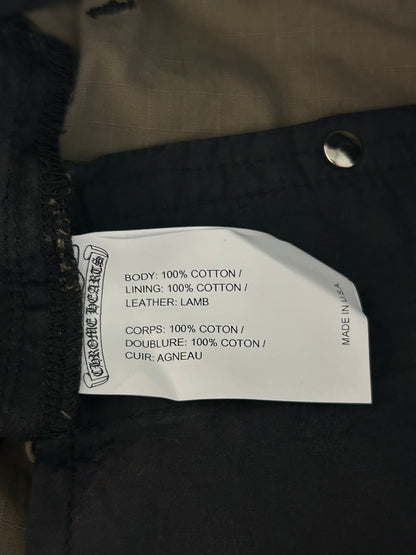 CHROME HEARTS
BODY: 100% COTTON /
LINING: 100% COTTON /
LEATHER: LAMB
CORPS: 100% COTON /
DOUBLURE: 100% COTON /
CUIR: AGNEAU
MADE IN U.S.A